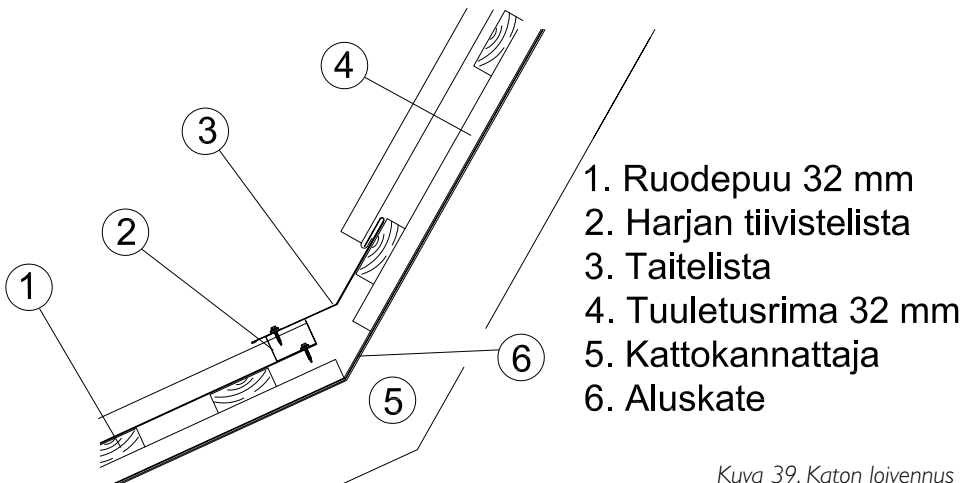 4
3
2
1
6
5
1. Ruodepuu 32 mm
2. Harjan tiivistelista
3. Taitelista
4. Tuuletusrima 32 mm
5. Kattokannattaja
6. Aluskate
Kuva 39. Katon loivennus